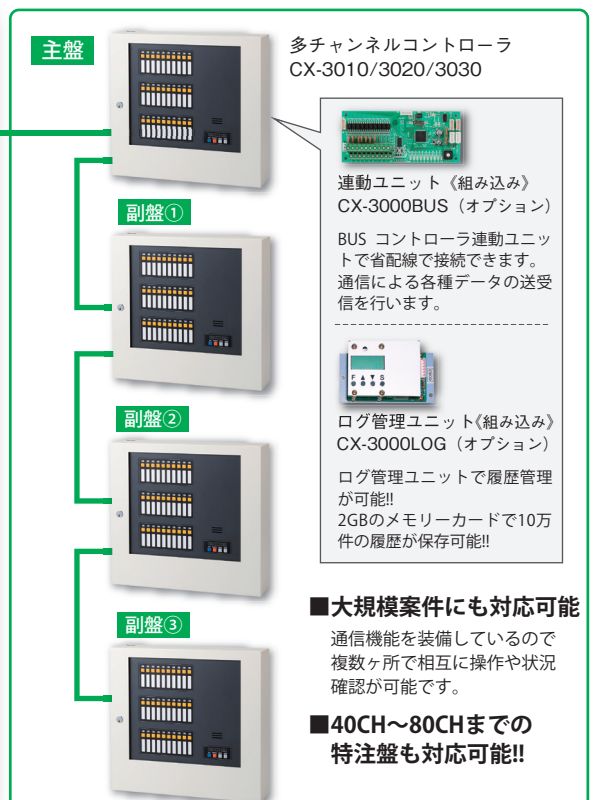 主盤
多チャンネルコントローラ
CX-3010/3020/3030
連動ユニット《組み込み》
CX-3000BUS（オプション）
BUS コントローラ連動ユニッ
トで省配線で接続できます。
通信による各種データの送受
信を行います。
F ▲ ▼ S
ログ管理ユニット《組み込み》
CX-3000LOG（オプション）
ログ管理ユニットで履歴管理
が可能!!
2GBのメモリーカードで10万
件の履歴が保存可能!!
副盤①
副盤②
副盤③
■大規模案件にも対応可能
通信機能を装備しているので
複数ヶ所で相互に操作や状況
確認が可能です。
■40CH〜80CHまでの
特注盤も対応可能!!